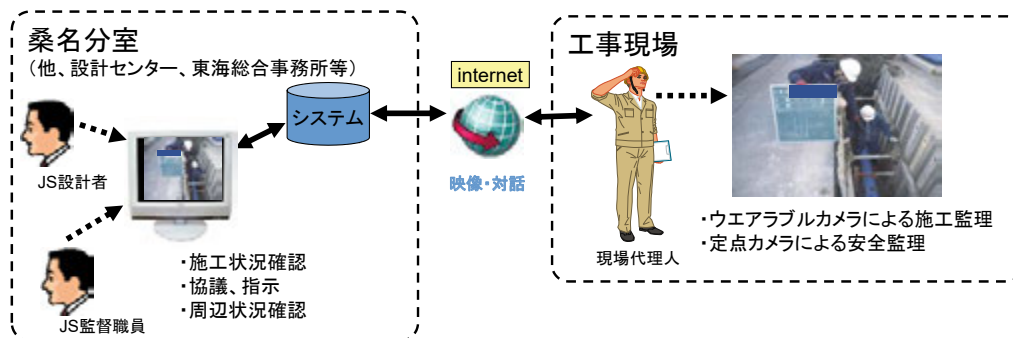 桑名分室
（他、設計センター、東海総合事務所等）
JS設計者
JS監督職員
システム
・施工状況確認
・協議、指示
・周辺状況確認
internet
映像・対話
工事現場
現場代理人
・ウエアラブルカメラによる施工監理
・定点カメラによる安全監理